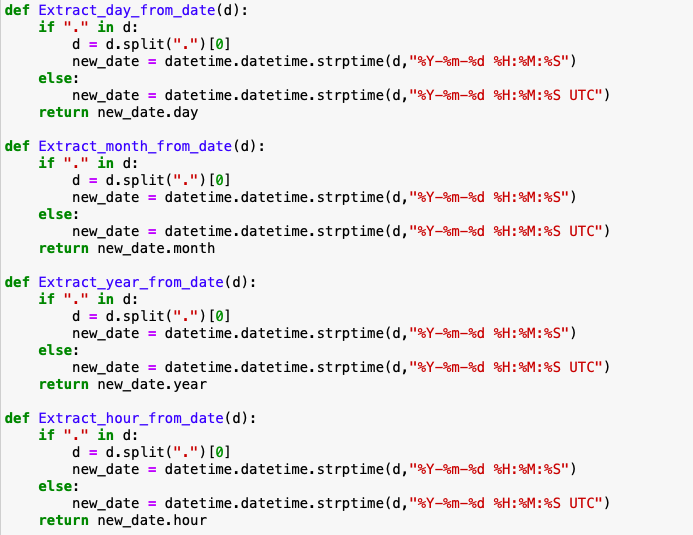 def Extract_day_from_date(d):
    if "." in d:
        d = d.split(".")[0]
        new_date = datetime.datetime.strptime(d,"%Y-%m-%d %H:%M:%S")
    else:
        new_date = datetime.datetime.strptime(d,"%Y-%m-%d %H:%M:%S UTC")
    return new_date.day

def Extract_month_from_date(d):
    if "." in d:
        d = d.split(".")[0]
        new_date = datetime.datetime.strptime(d,"%Y-%m-%d %H:%M:%S")
    else:
        new_date = datetime.datetime.strptime(d,"%Y-%m-%d %H:%M:%S UTC")
    return new_date.month

def Extract_year_from_date(d):
    if "." in d:
        d = d.split(".")[0]
        new_date = datetime.datetime.strptime(d,"%Y-%m-%d %H:%M:%S")
    else:
        new_date = datetime.datetime.strptime(d,"%Y-%m-%d %H:%M:%S UTC")
    return new_date.year

def Extract_hour_from_date(d):
    if "." in d:
        d = d.split(".")[0]
        new_date = datetime.datetime.strptime(d,"%Y-%m-%d %H:%M:%S")
    else:
        new_date = datetime.datetime.strptime(d,"%Y-%m-%d %H:%M:%S UTC")
    return new_date.hour